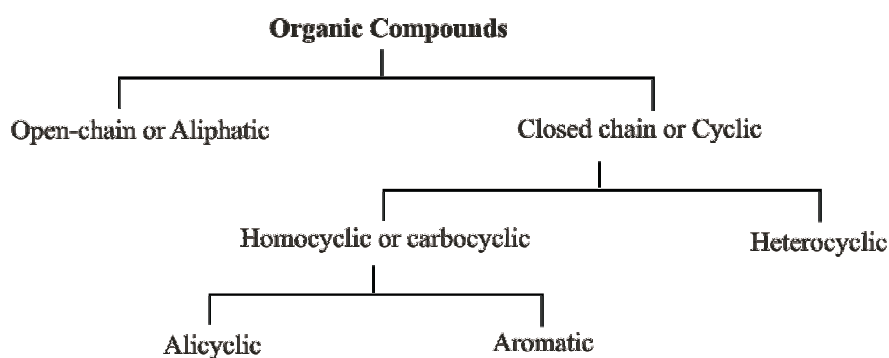 Organic Compounds
Open-chain or Aliphatic
Closed chain or Cyclic
Homocyclic or carbocyclic
Heterocyclic
Alicyclic
Aromatic